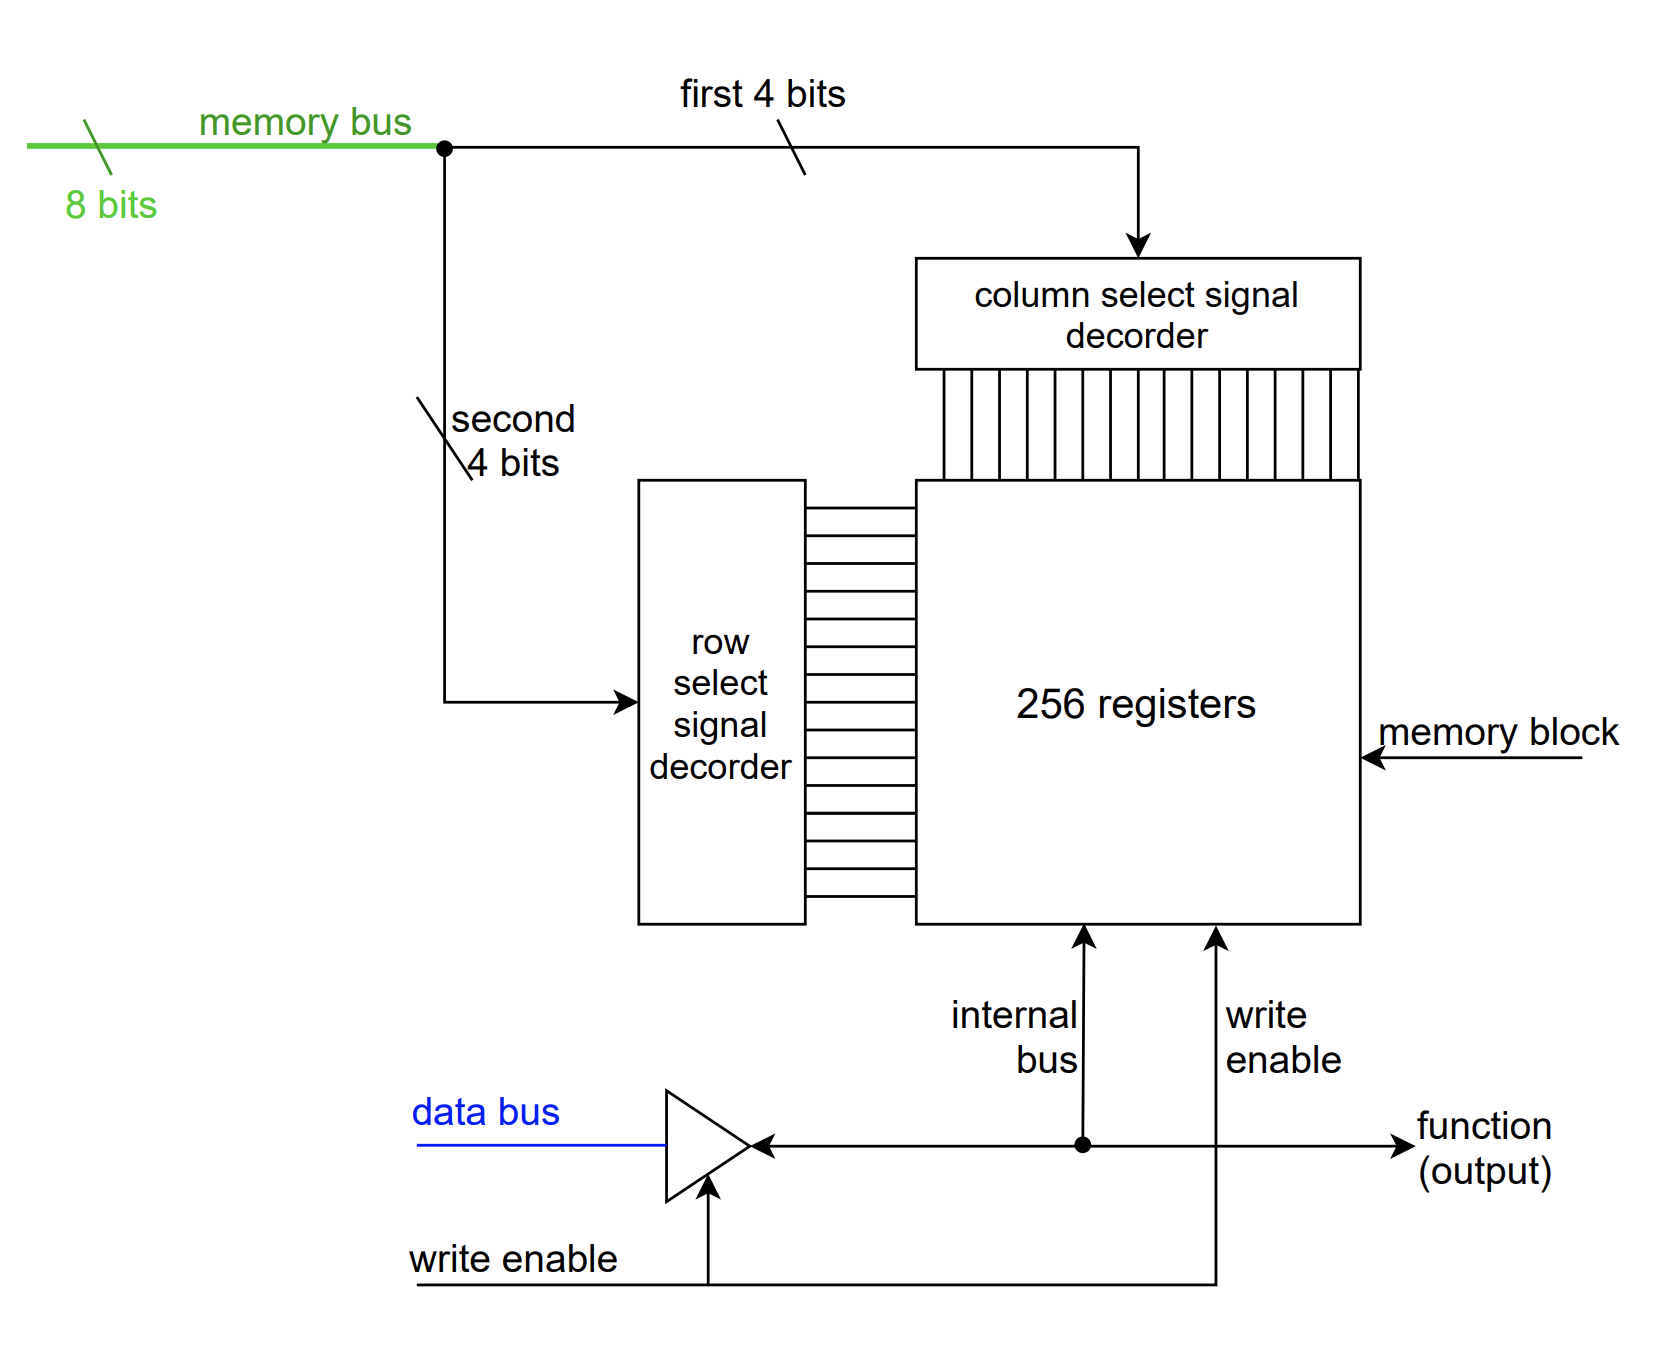 first 4 bits
memory bus
8 bits
column select signal
decorder
second
4 bits
row
select
signal
decorder
256 registers
memory block
internal
bus
write
enable
data bus
function
(output)
write enable